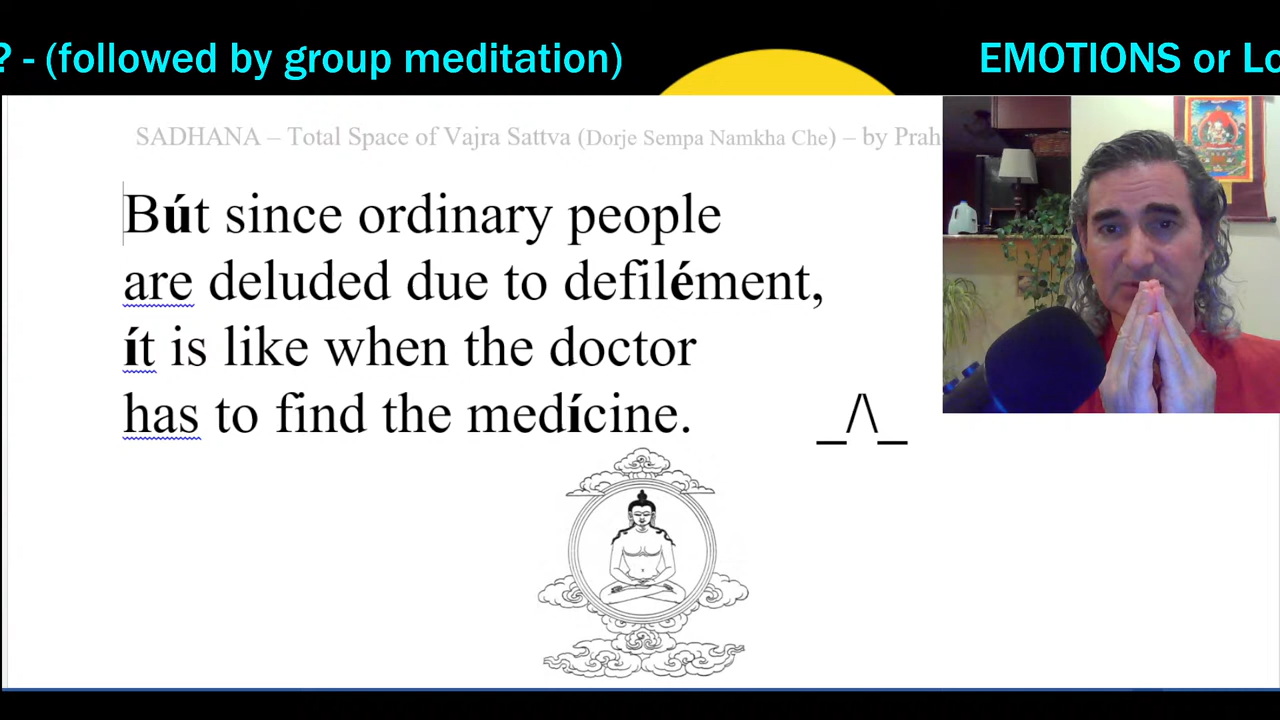 ? - (followed by group meditation) EMOTIONS or Lo
SADHANA – Total Space of Vajra Sattva (Dorje Sempa Namkha Che) – by Prah
Bút since ordinary people
are deluded due to defilément,
ít is like when the doctor
has to find the medícine. _/\_